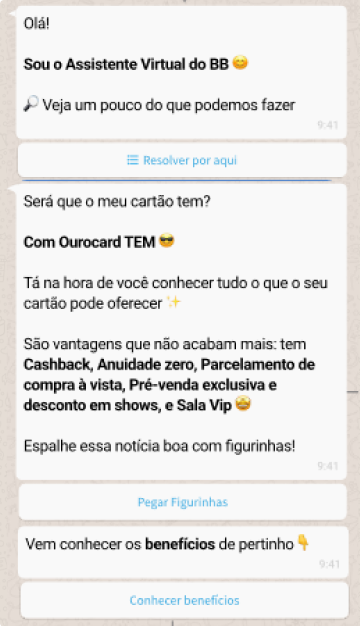 Olá!
Sou o Assistente Virtual do BB 😊
🔎 Veja um pouco do que podemos fazer
9:41
Resolver por aqui
Será que o meu cartão tem?
Com Ourocard TEM 😎
Tá na hora de você conhecer tudo o que o seu
cartão pode oferecer ✨
São vantagens que não acabam mais: tem
Cashback, Anuidade zero, Parcelamento de
compra à vista, Pré-venda exclusiva e
desconto em shows, e Sala Vip 🤩
Espalhe essa notícia boa com figurinhas!
9:41
Pegar Figurinhas
Vem conhecer os benefícios de pertinho 👇
9:41
Conhecer benefícios